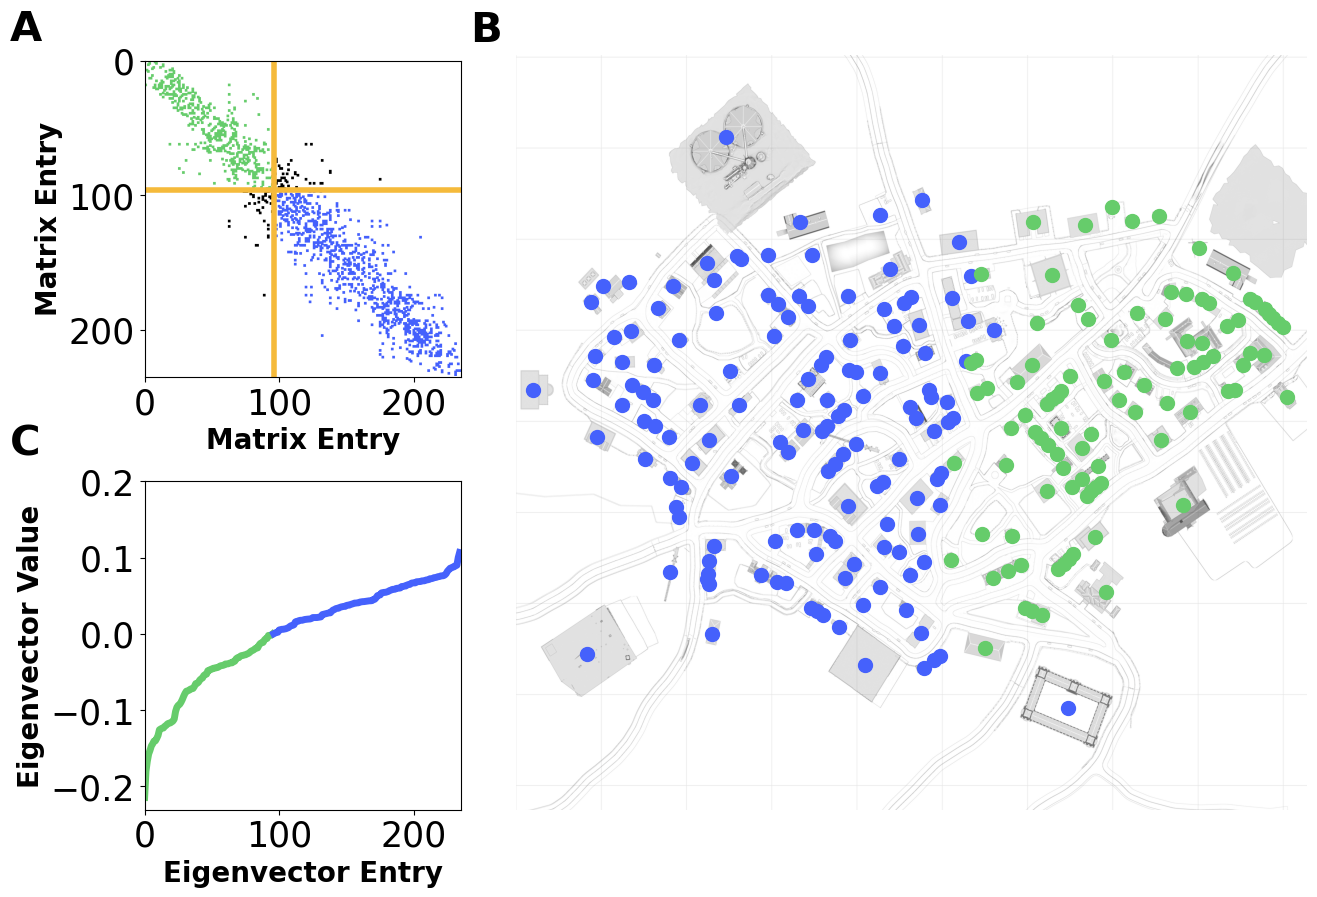 A
0
100
200
Matrix Entry
0 100 200
Matrix Entry
B
C
0.2
0.1
0.0
−0.1
−0.2
Eigenvector Value
0 100 200
Eigenvector Entry